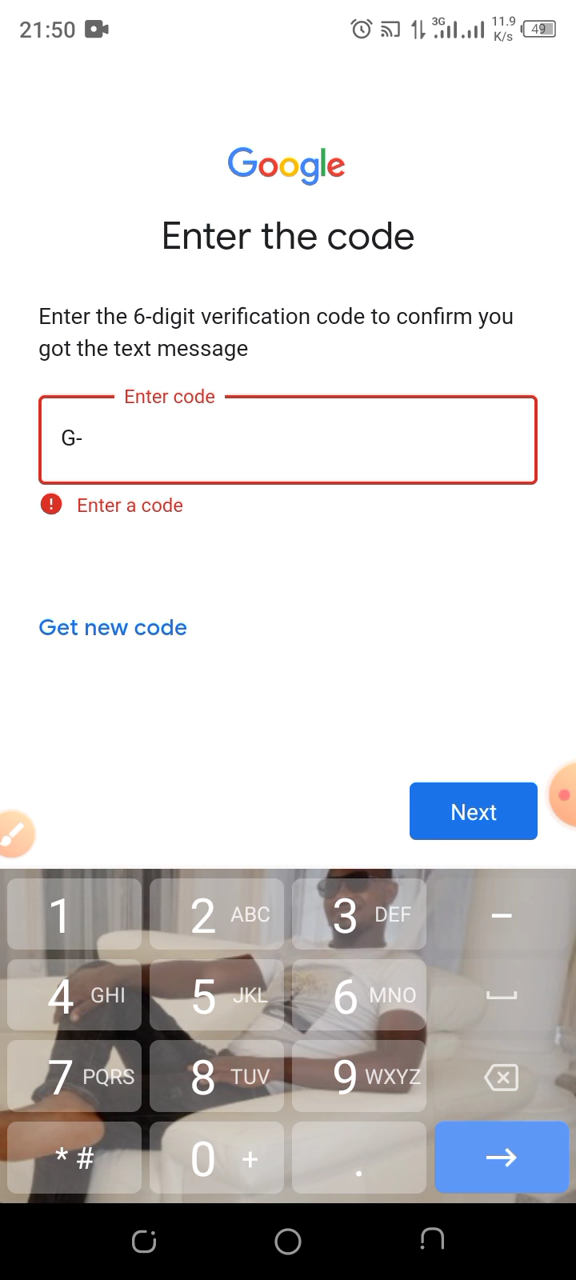 21:50 3G 11.9 K/s 49
Google
Enter the code
Enter the 6-digit verification code to confirm you
got the text message
Enter code
G-
! Enter a code
Get new code
Next
1 2 ABC 3 DEF –
4 GHI 5 JKL 6 MNO
7 PQRS 8 TUV 9 WXYZ
* # 0 + .